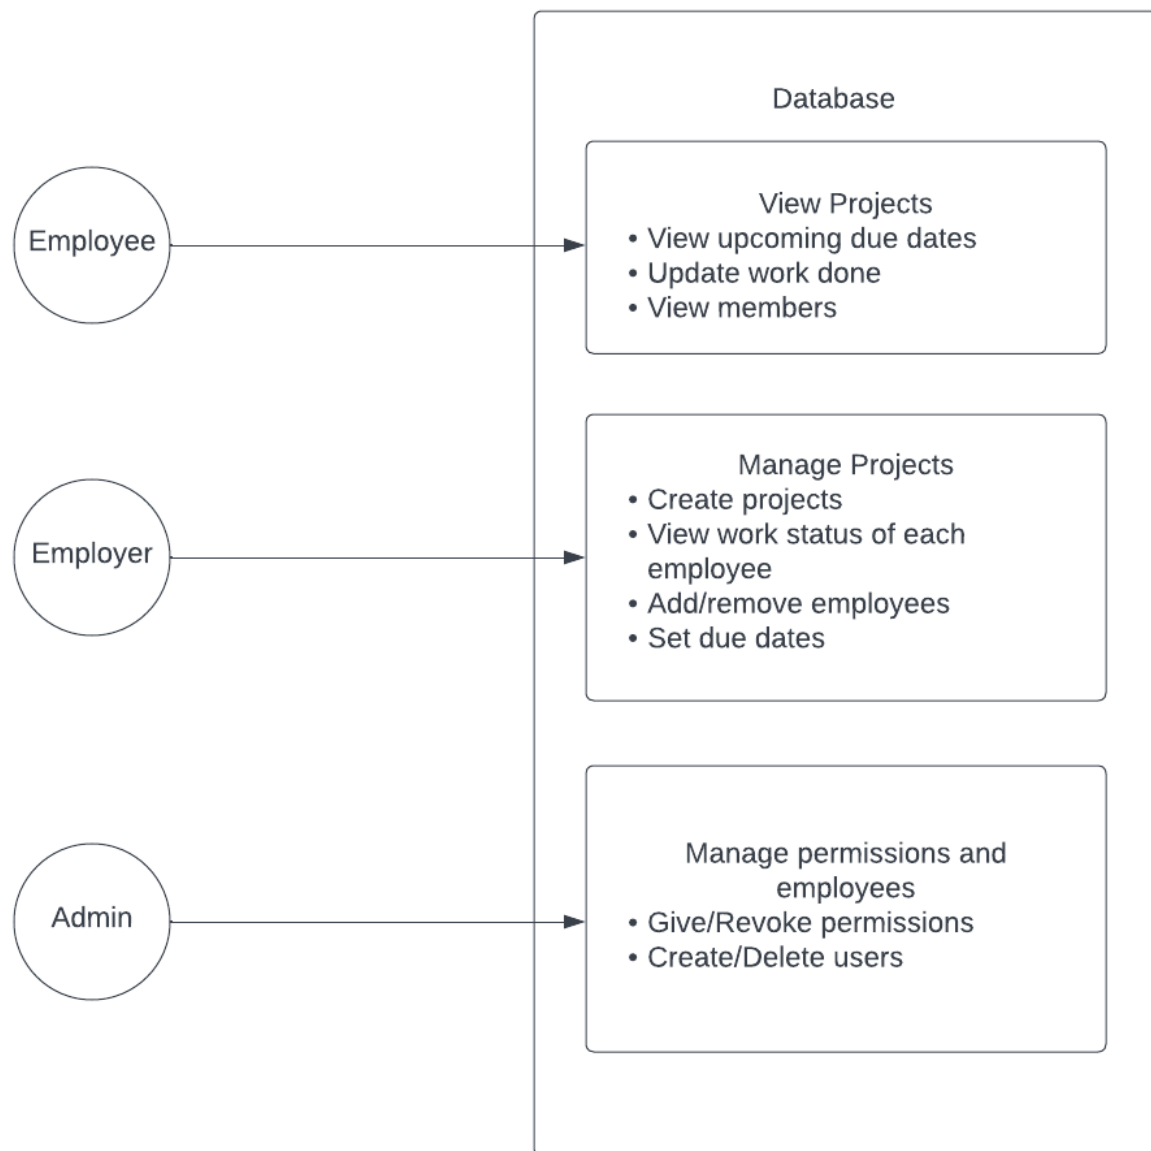 Database
Employee
View Projects
• View upcoming due dates
• Update work done
• View members
Employer
Manage Projects
• Create projects
• View work status of each
employee
• Add/remove employees
• Set due dates
Admin
Manage permissions and
employees
• Give/Revoke permissions
• Create/Delete users